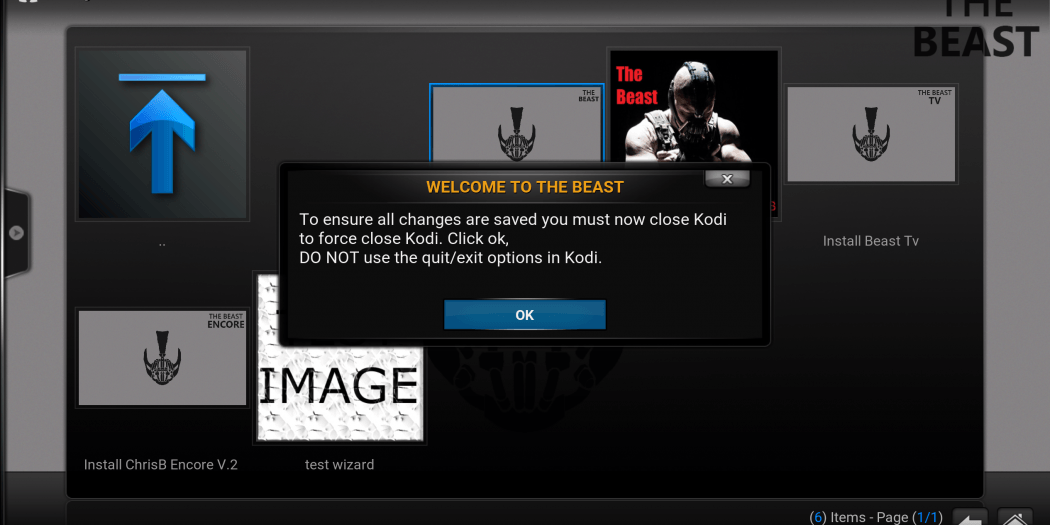 THE
BEAST
THE
BEAST
The
Beast
THE BEAST
TV
WELCOME TO THE BEAST
To ensure all changes are saved you must now close Kodi
to force close Kodi. Click ok,
DO NOT use the quit/exit options in Kodi.
OK
..
Install Beast Tv
THE BEAST
ENCORE
IMAGE
Install ChrisB Encore V.2
test wizard
(6) Items - Page (1/1)